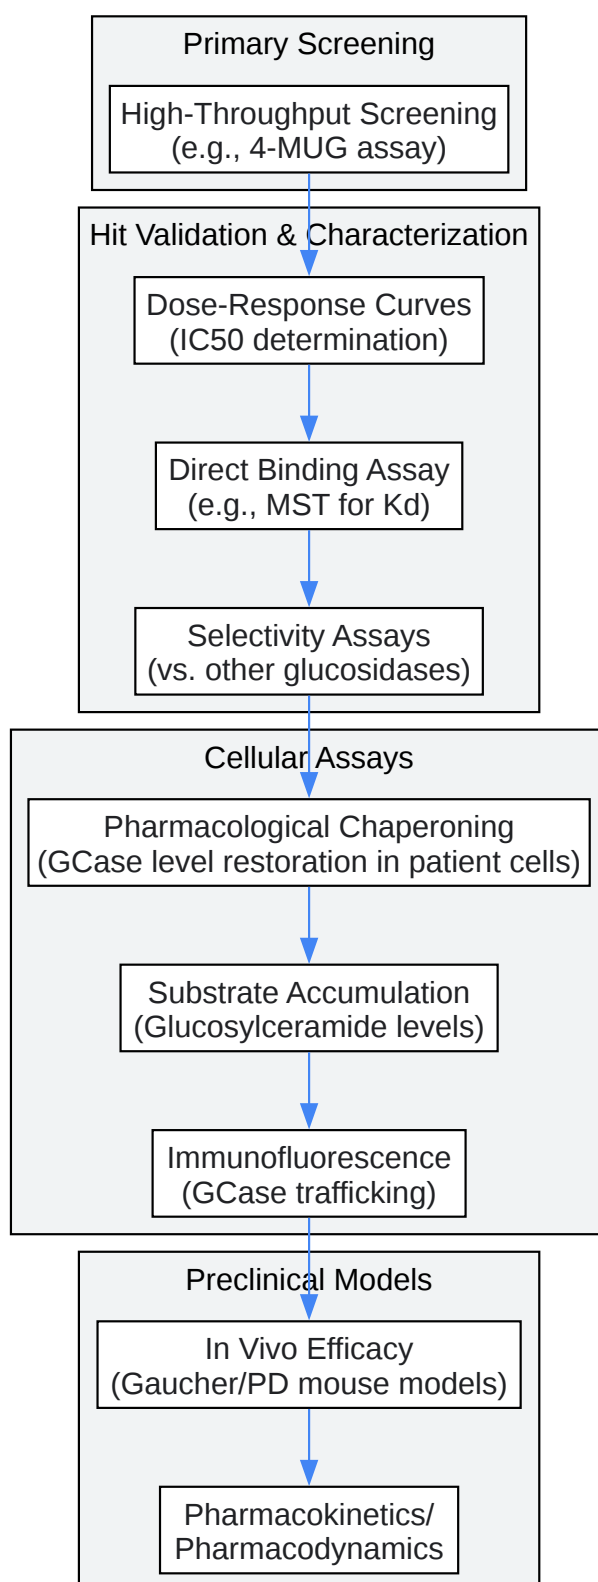 Primary Screening
High-Throughput Screening
(e.g., 4-MUG assay)
Hit Validation & Characterization
Dose-Response Curves
(IC50 determination)
Direct Binding Assay
(e.g., MST for Kd)
Selectivity Assays
(vs. other glucosidases)
Cellular Assays
Pharmacological Chaperoning
(GCase level restoration in patient cells)
Substrate Accumulation
(Glucosylceramide levels)
Immunofluorescence
(GCase trafficking)
Preclinical Models
In Vivo Efficacy
(Gaucher/PD mouse models)
Pharmacokinetics/
Pharmacodynamics